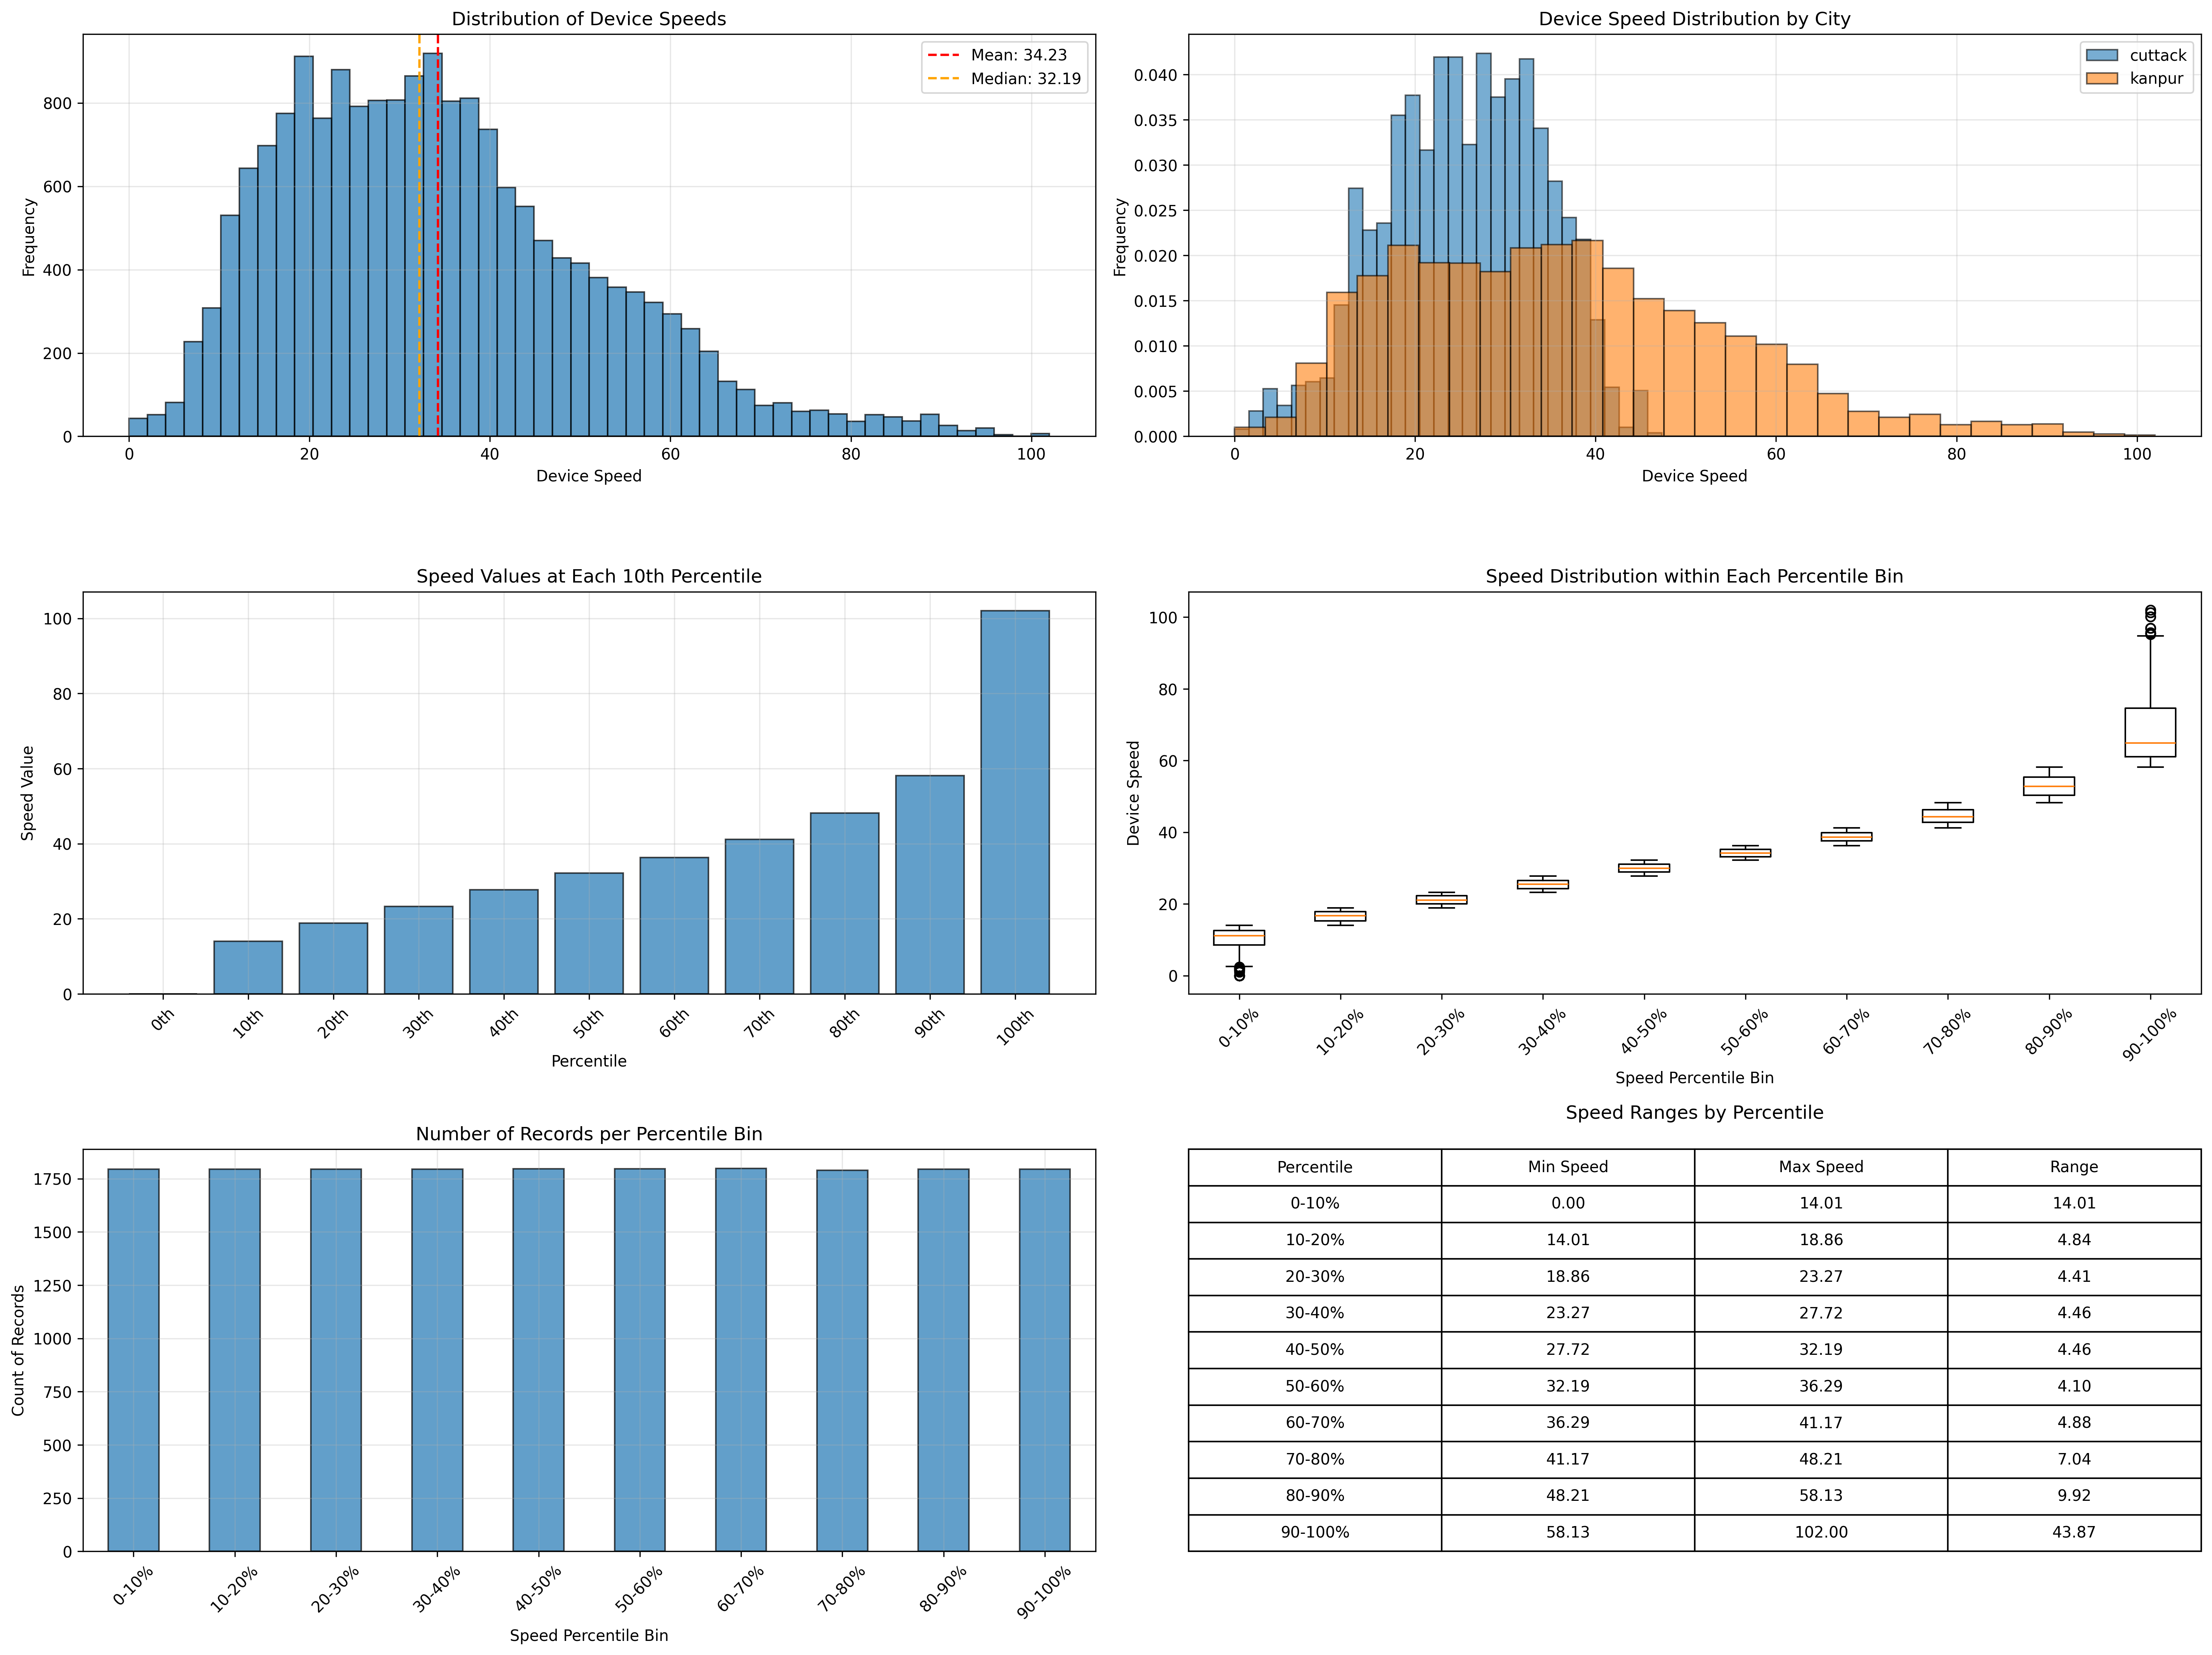 Distribution of Device Speeds
Frequency
800
600
400
200
0
0 20 40 60 80 100
Device Speed
Mean: 34.23
Median: 32.19
Device Speed Distribution by City
Frequency
0.040
0.035
0.030
0.025
0.020
0.015
0.010
0.005
0.000
0 20 40 60 80 100
Device Speed
cuttack
kanpur
Speed Values at Each 10th Percentile
Speed Value
100
80
60
40
20
0
0th 10th 20th 30th 40th 50th 60th 70th 80th 90th 100th
Percentile
Speed Distribution within Each Percentile Bin
Device Speed
100
80
60
40
20
0
0-10% 10-20% 20-30% 30-40% 40-50% 50-60% 60-70% 70-80% 80-90% 90-100%
Speed Percentile Bin
Number of Records per Percentile Bin
Count of Records
1750
1500
1250
1000
750
500
250
0
0-10% 10-20% 20-30% 30-40% 40-50% 50-60% 60-70% 70-80% 80-90% 90-100%
Speed Percentile Bin
Speed Ranges by Percentile
Percentile Min Speed Max Speed Range
0-10% 0.00 14.01 14.01
10-20% 14.01 18.86 4.84
20-30% 18.86 23.27 4.41
30-40% 23.27 27.72 4.46
40-50% 27.72 32.19 4.46
50-60% 32.19 36.29 4.10
60-70% 36.29 41.17 4.88
70-80% 41.17 48.21 7.04
80-90% 48.21 58.13 9.92
90-100% 58.13 102.00 43.87